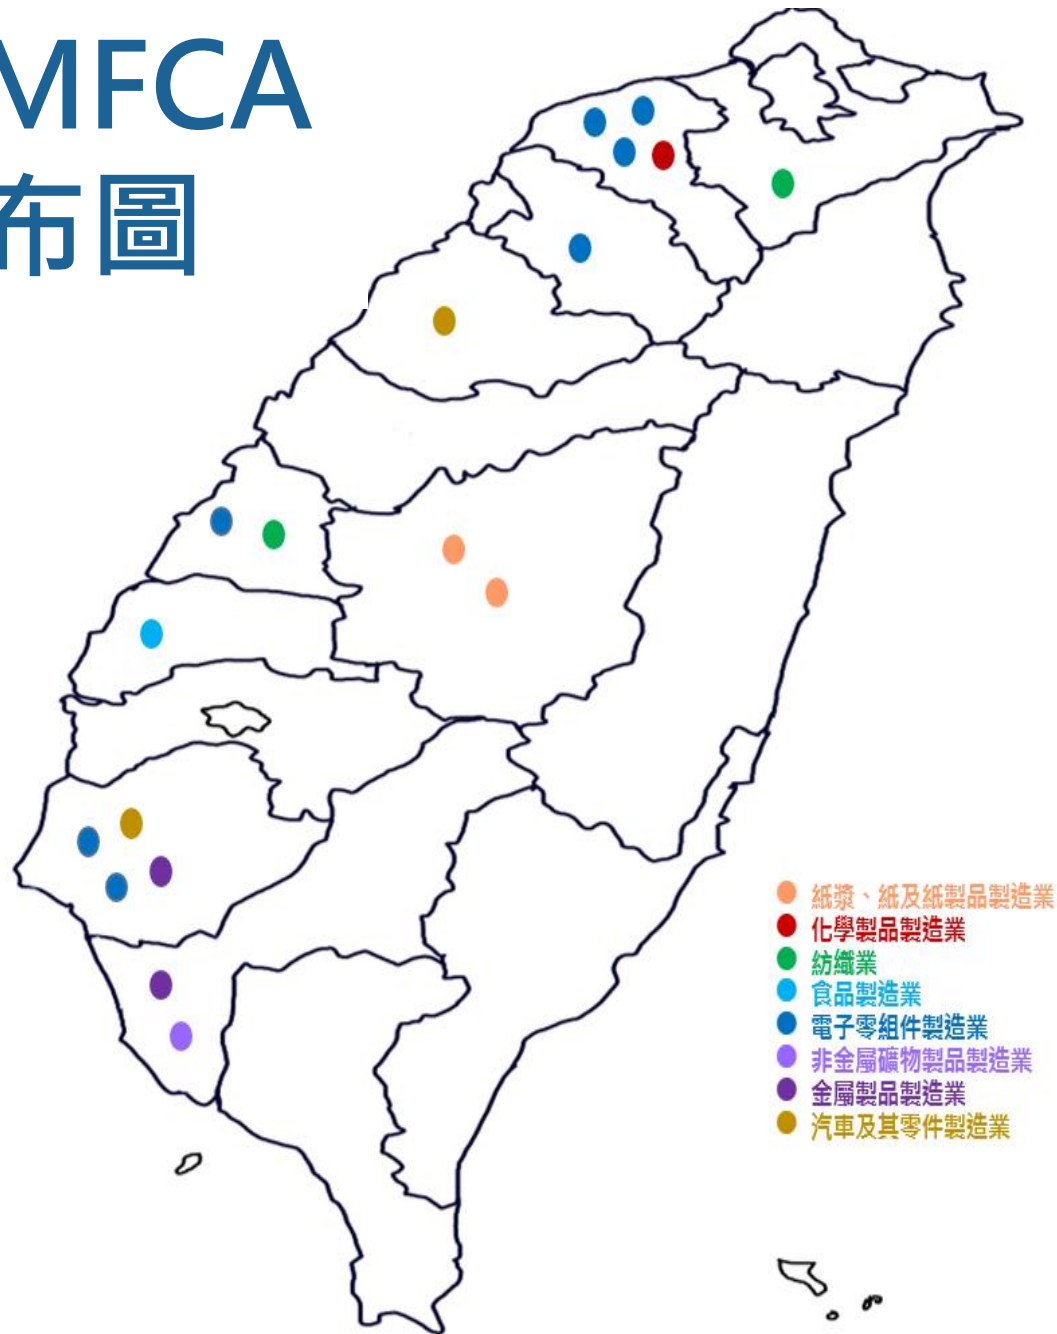 MFCA
布圖
紙漿、紙及紙製品製造業
化學製品製造業
紡織業
食品製造業
電子零組件製造業
非金屬礦物製品製造業
金屬製品製造業
汽車及其零件製造業